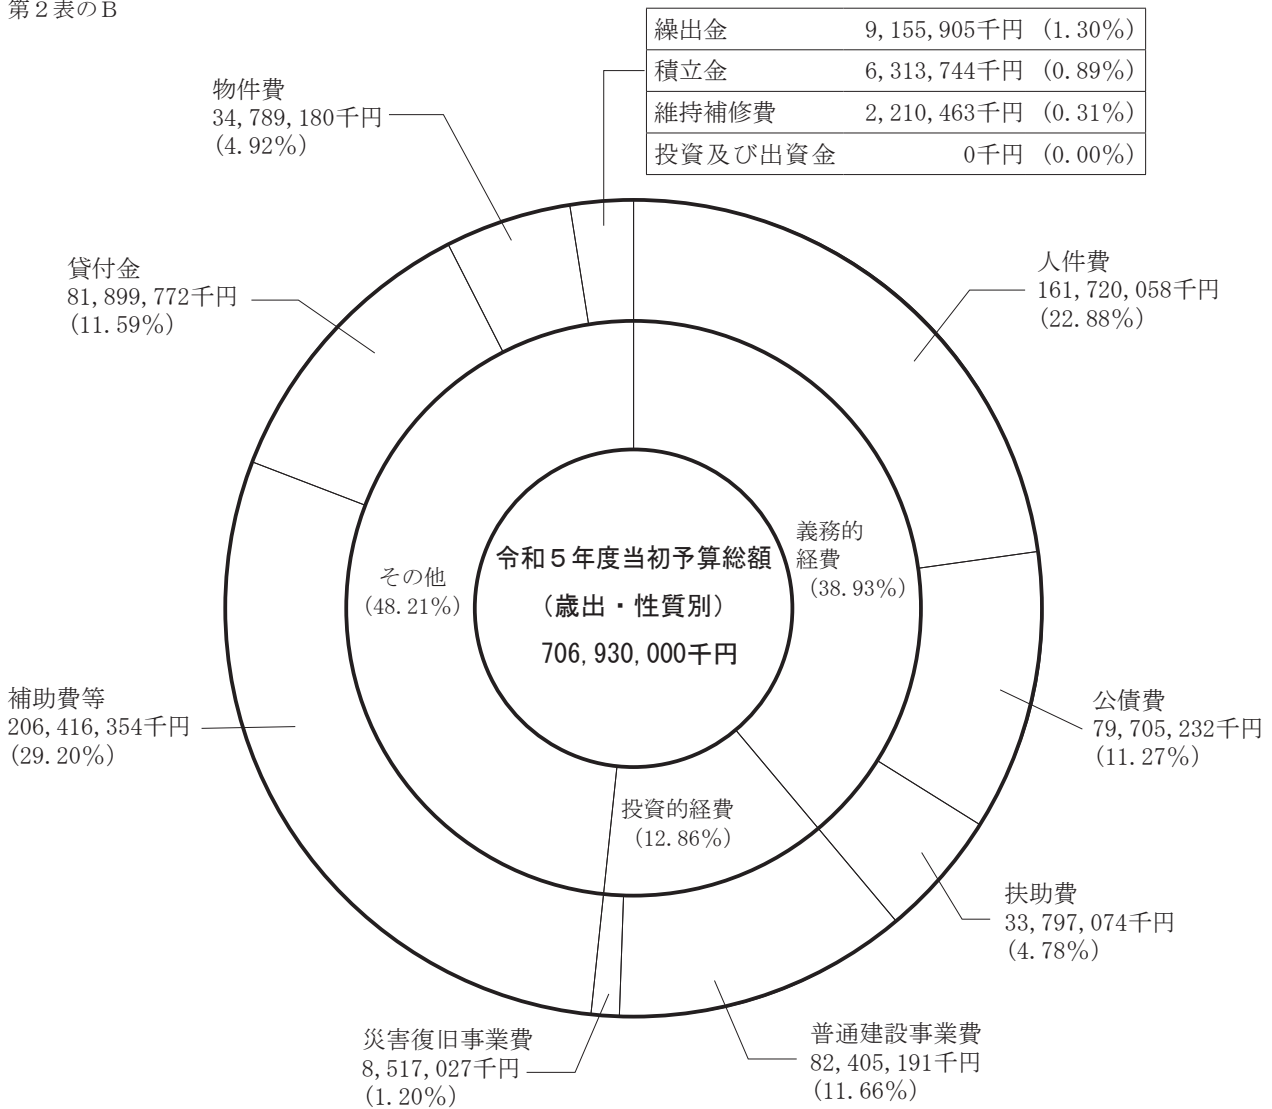 第２表のＢ
繰出金 9,155,905千円 (1.30%)
積立金 6,313,744千円 (0.89%)
維持補修費 2,210,463千円 (0.31%)
投資及び出資金 0千円 (0.00%)
物件費
34,789,180千円
(4.92%)
貸付金
81,899,772千円
(11.59%)
人件費
161,720,058千円
(22.88%)
義務的
経費
(38.93%)
その他
(48.21%)
令和５年度当初予算総額
（歳出・性質別）
706,930,000千円
補助費等
206,416,354千円
(29.20%)
公債費
79,705,232千円
(11.27%)
投資的経費
(12.86%)
扶助費
33,797,074千円
(4.78%)
災害復旧事業費
8,517,027千円
(1.20%)
普通建設事業費
82,405,191千円
(11.66%)